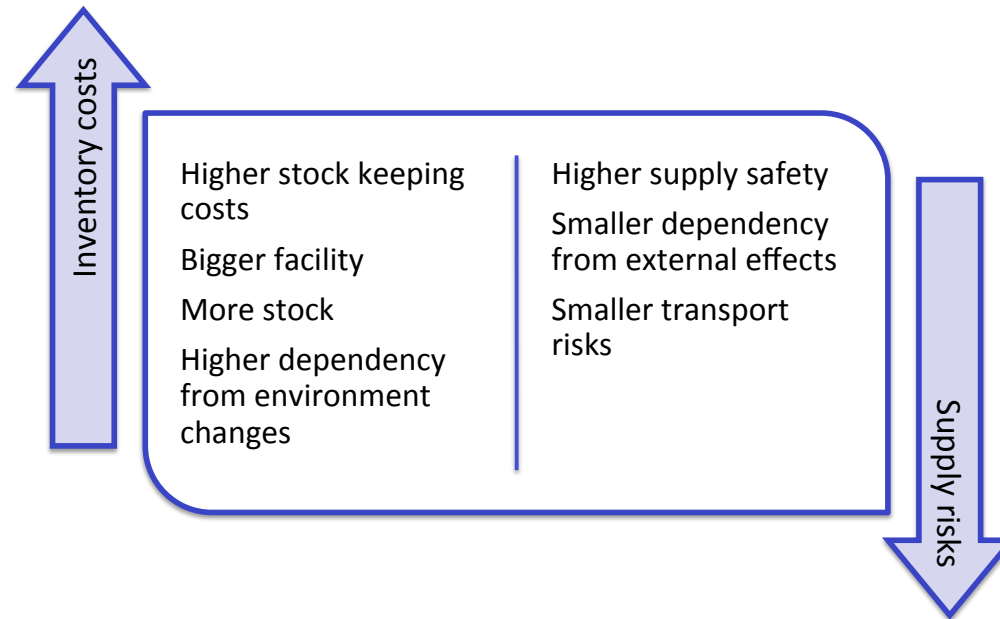 Inventory costs
Higher stock keeping
costs
Bigger facility
More stock
Higher dependency
from environment
changes
Higher supply safety
Smaller dependency
from external effects
Smaller transport
risks
Supply risks